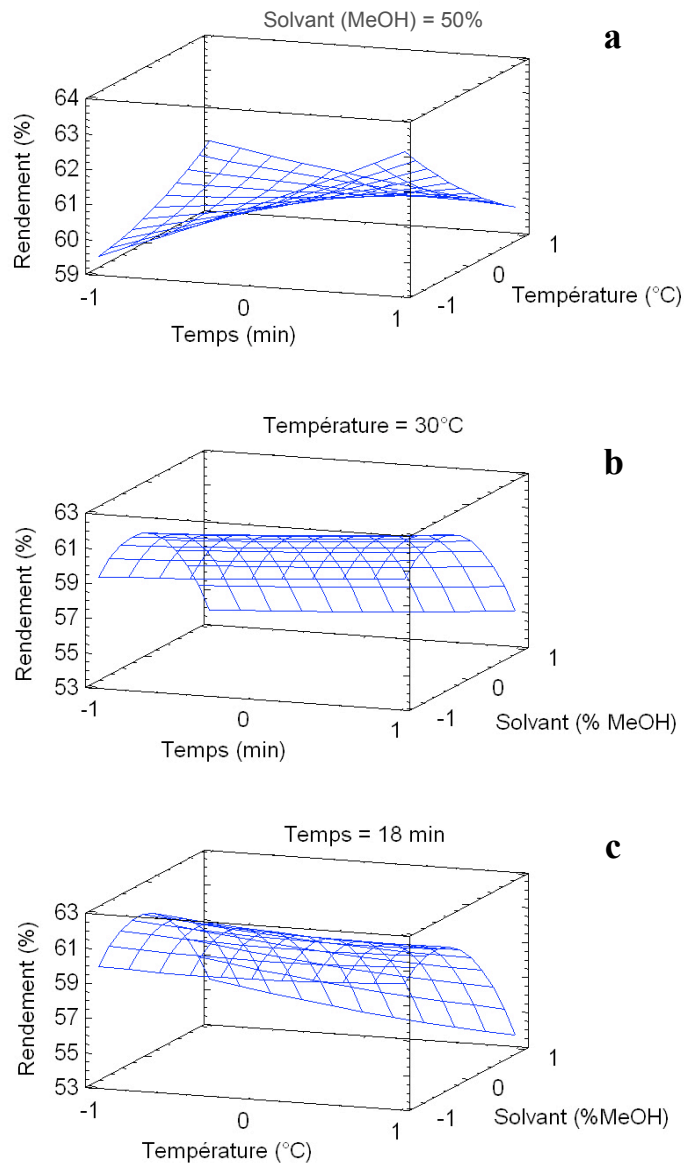 Solvant (MeOH) = 50%
a
64
63
62
61
60
59
Rendement (%)
-1
0
1
Temps (min)
-1
0
1
Température (°C)
Température = 30°C
b
63
61
59
57
55
53
Rendement (%)
-1
0
1
Temps (min)
-1
0
1
Solvant (% MeOH)
Temps = 18 min
c
63
61
59
57
55
53
Rendement (%)
-1
0
1
Température (°C)
-1
0
1
Solvant (%MeOH)